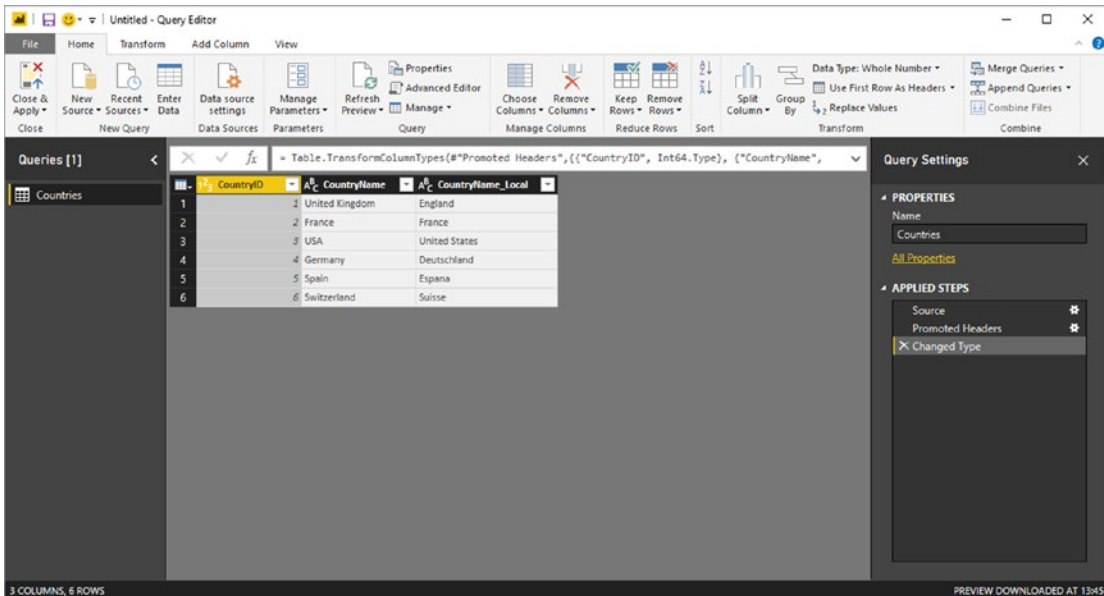 Untitled - Query Editor
File Home Transform Add Column View
Close & Apply
New Source
Recent Sources
Enter Data
Data source settings
Manage Parameters
Refresh Preview
Properties
Advanced Editor
Manage
Choose Columns
Remove Columns
Keep Rows
Remove Rows
Split Column
Group By
Data Type: Whole Number
Use First Row As Headers
Replace Values
Merge Queries
Append Queries
Combine Files
Close New Query Data Sources Parameters Query Manage Columns Reduce Rows Sort Transform Combine
Queries [1]
Countries
fx = Table.TransformColumnTypes(#"Promoted Headers",{{"CountryID", Int64.Type}, {"CountryName",
CountryID CountryName CountryName_Local
1 1 United Kingdom England
2 2 France France
3 3 USA United States
4 4 Germany Deutschland
5 5 Spain Espana
6 6 Switzerland Suisse
Query Settings
PROPERTIES
Name
Countries
All Properties
APPLIED STEPS
Source
Promoted Headers
Changed Type
3 COLUMNS, 6 ROWS
PREVIEW DOWNLOADED AT 13:45